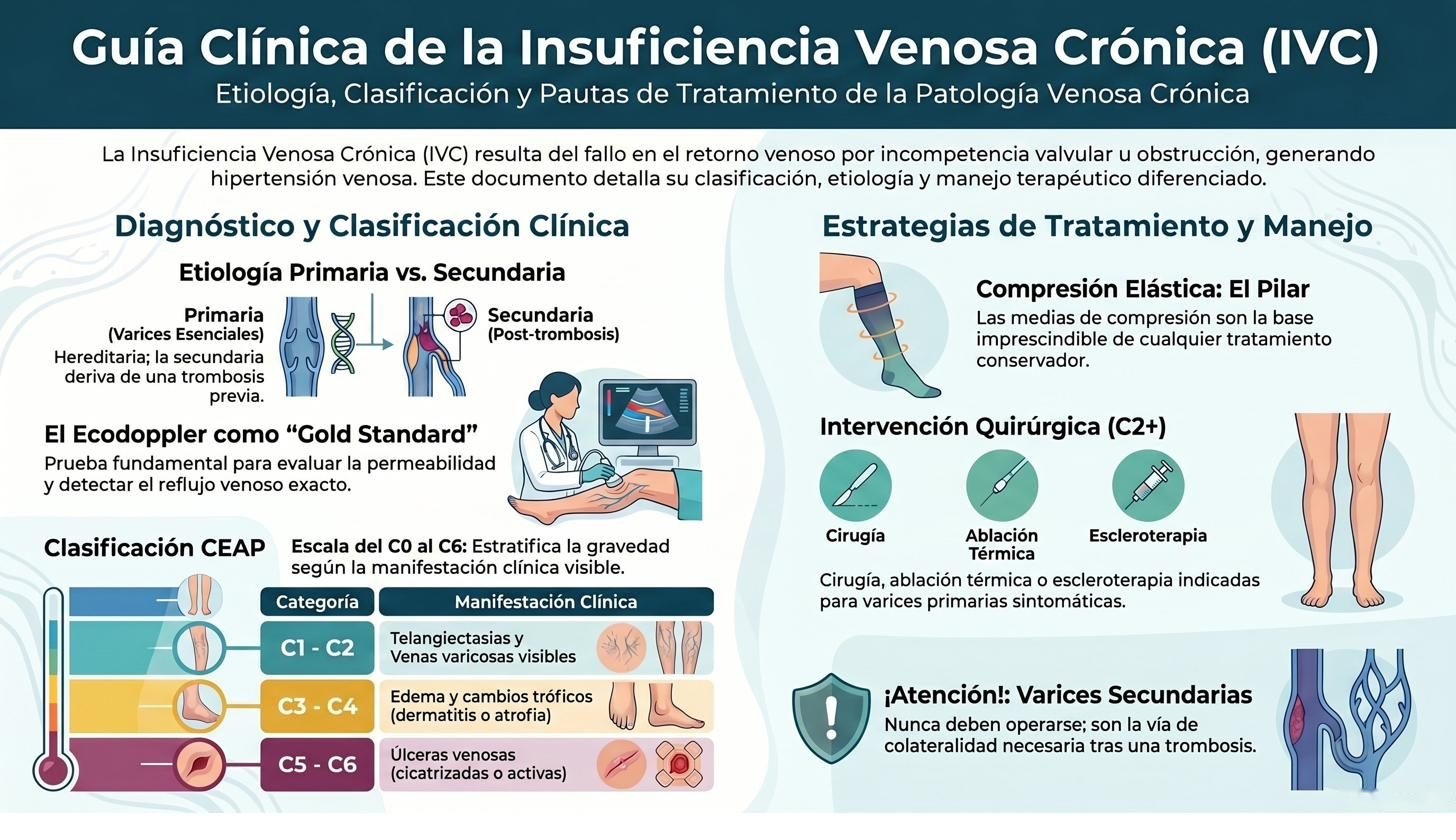 Guía Clínica de la Insuficiencia Venosa Crónica (IVC)
Etiología, Clasificación y Pautas de Tratamiento de la Patología Venosa Crónica
La Insuficiencia Venosa Crónica (IVC) resulta del fallo en el retorno venoso por incompetencia valvular u obstrucción, generando
hipertensión venosa. Este documento detalla su clasificación, etiología y manejo terapéutico diferenciado.
Diagnóstico y Clasificación Clínica
Etiología Primaria vs. Secundaria
Primaria
(Varices Esenciales)
Hereditaria; la secundaria
deriva de una trombosis
previa.
Secundaria
(Post-trombosis)
El Ecodoppler como “Gold Standard”
Prueba fundamental para evaluar la permeabilidad
y detectar el reflujo venoso exacto.
Clasificación CEAP
Escala del C0 al C6: Estratifica la gravedad
según la manifestación clínica visible.
Categoría
Manifestación Clínica
C1 - C2
Telangiectasias y
Venas varicosas visibles
C3 - C4
Edema y cambios tróficos
(dermatitis o atrofia)
C5 - C6
Úlceras venosas
(cicatrizadas o activas)
Estrategias de Tratamiento y Manejo
Compresión Elástica: El Pilar
Las medias de compresión son la base
imprescindible de cualquier tratamiento
conservador.
Intervención Quirúrgica (C2+)
Cirugía
Ablación
Térmica
Escleroterapia
Cirugía, ablación térmica o escleroterapia indicadas
para varices primarias sintomáticas.
¡Atención!: Varices Secundarias
Nunca deben operarse; son la vía de
colateralidad necesaria tras una trombosis.